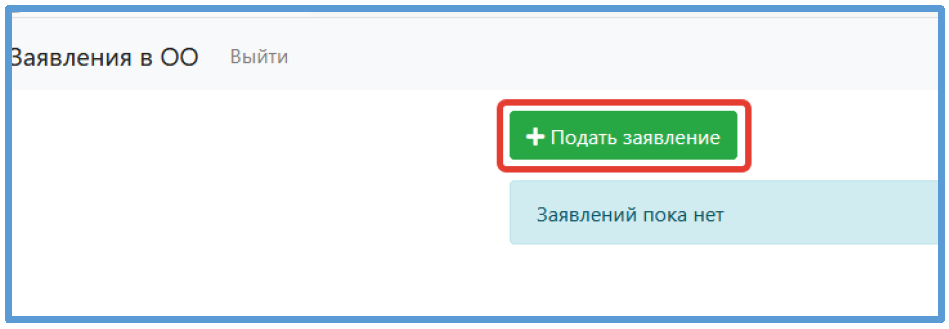 Заявления в ОО Выйти
Подать заявление
Заявлений пока нет